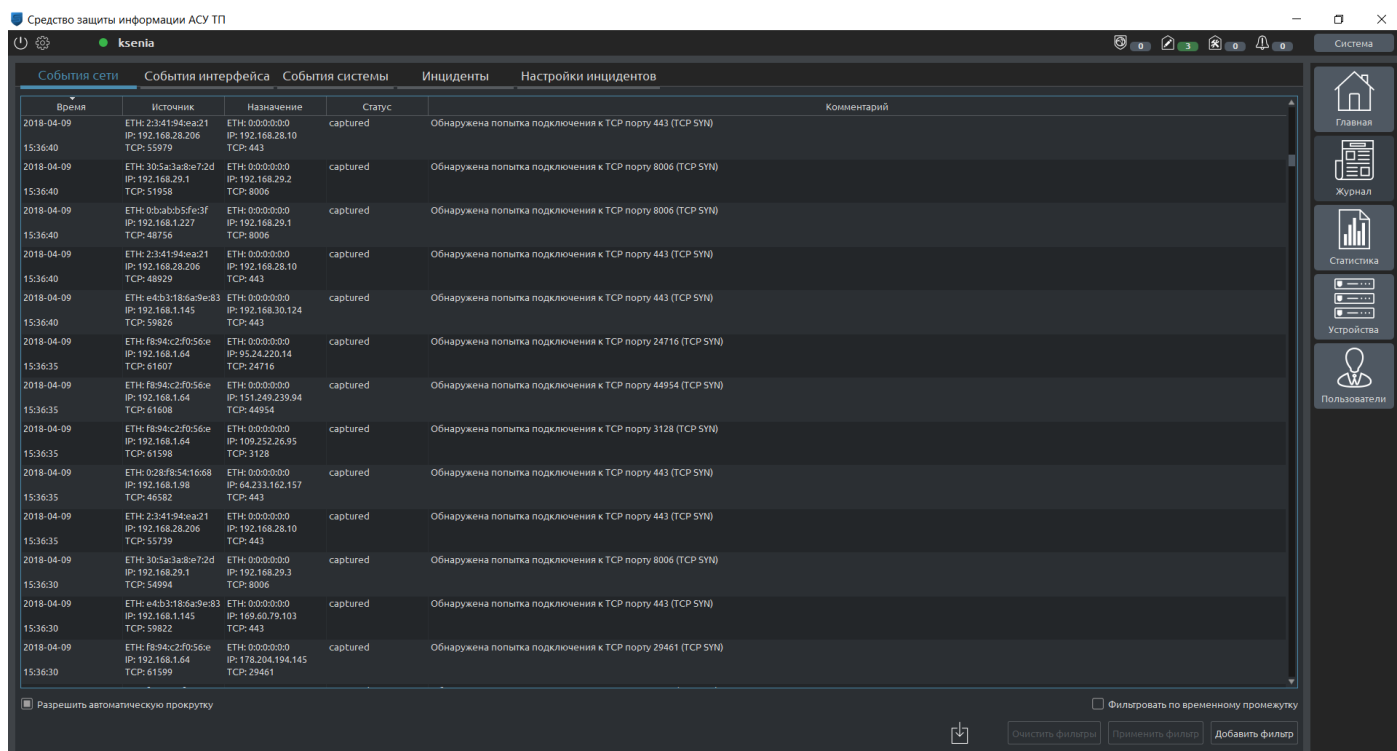 Средство защиты информации АСУ ТП
ksenia
0 3 0 0 Система
События сети События интерфейса События системы Инциденты Настройки инцидентов
Время Источник Назначение Статус Комментарий
2018-04-09 ETH: 2:3:41:94:ea:21 ETH: 0:0:0:0:0:0 captured Обнаружена попытка подключения к TCP порту 443 (TCP SYN)
IP: 192.168.28.206 IP: 192.168.28.10
15:36:40 TCP: 55979 TCP: 443
2018-04-09 ETH: 30:5a:3a:8:e7:2d ETH: 0:0:0:0:0:0 captured Обнаружена попытка подключения к TCP порту 8006 (TCP SYN)
IP: 192.168.29.1 IP: 192.168.29.2
15:36:40 TCP: 51958 TCP: 8006
2018-04-09 ETH: 0:b:ab:b5:fe:3f ETH: 0:0:0:0:0:0 captured Обнаружена попытка подключения к TCP порту 8006 (TCP SYN)
IP: 192.168.1.227 IP: 192.168.29.1
15:36:40 TCP: 48756 TCP: 8006
2018-04-09 ETH: 2:3:41:94:ea:21 ETH: 0:0:0:0:0:0 captured Обнаружена попытка подключения к TCP порту 443 (TCP SYN)
IP: 192.168.28.206 IP: 192.168.28.10
15:36:40 TCP: 48929 TCP: 443
2018-04-09 ETH: e4:b3:18:6a:9e:83 ETH: 0:0:0:0:0:0 captured Обнаружена попытка подключения к TCP порту 443 (TCP SYN)
IP: 192.168.1.145 IP: 192.168.30.124
15:36:40 TCP: 59826 TCP: 443
2018-04-09 ETH: f8:94:c2:f0:56:e ETH: 0:0:0:0:0:0 captured Обнаружена попытка подключения к TCP порту 24716 (TCP SYN)
IP: 192.168.1.64 IP: 95.24.220.14
15:36:35 TCP: 61607 TCP: 24716
2018-04-09 ETH: f8:94:c2:f0:56:e ETH: 0:0:0:0:0:0 captured Обнаружена попытка подключения к TCP порту 44954 (TCP SYN)
IP: 192.168.1.64 IP: 151.249.239.94
15:36:35 TCP: 61608 TCP: 44954
2018-04-09 ETH: f8:94:c2:f0:56:e ETH: 0:0:0:0:0:0 captured Обнаружена попытка подключения к TCP порту 3128 (TCP SYN)
IP: 192.168.1.64 IP: 109.252.26.95
15:36:35 TCP: 61598 TCP: 3128
2018-04-09 ETH: 0:28:f8:54:16:68 ETH: 0:0:0:0:0:0 captured Обнаружена попытка подключения к TCP порту 443 (TCP SYN)
IP: 192.168.1.98 IP: 64.233.162.157
15:36:35 TCP: 46582 TCP: 443
2018-04-09 ETH: 2:3:41:94:ea:21 ETH: 0:0:0:0:0:0 captured Обнаружена попытка подключения к TCP порту 443 (TCP SYN)
IP: 192.168.28.206 IP: 192.168.28.10
15:36:35 TCP: 55739 TCP: 443
2018-04-09 ETH: 30:5a:3a:8:e7:2d ETH: 0:0:0:0:0:0 captured Обнаружена попытка подключения к TCP порту 8006 (TCP SYN)
IP: 192.168.29.1 IP: 192.168.29.3
15:36:30 TCP: 54994 TCP: 8006
2018-04-09 ETH: e4:b3:18:6a:9e:83 ETH: 0:0:0:0:0:0 captured Обнаружена попытка подключения к TCP порту 443 (TCP SYN)
IP: 192.168.1.145 IP: 169.60.79.103
15:36:30 TCP: 59822 TCP: 443
2018-04-09 ETH: f8:94:c2:f0:56:e ETH: 0:0:0:0:0:0 captured Обнаружена попытка подключения к TCP порту 29461 (TCP SYN)
IP: 192.168.1.64 IP: 178.204.194.145
15:36:30 TCP: 61599 TCP: 29461
Разрешить автоматическую прокрутку Фильтровать по временному промежутку
Очистить фильтры Применить фильтр Добавить фильтр
Главная
Журнал
Статистика
Устройства
Пользователи